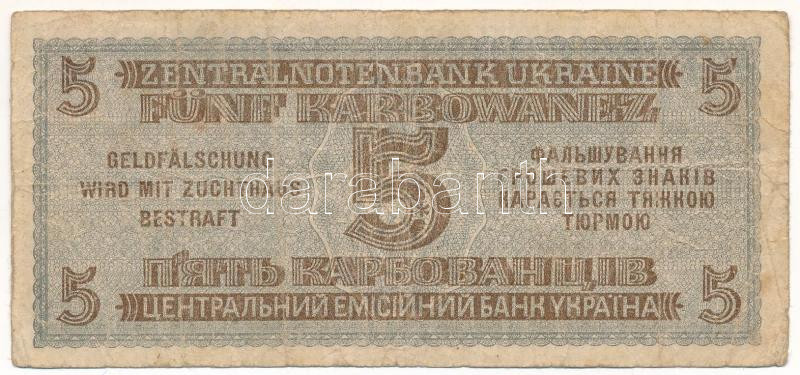 5 ZENTRALNOTENBANK UKRAINE 5
FÜNF KARBOWANEZ
GELDFÄLSCHUNG
WIRD MIT ZUCHTHAUS
BESTRAFT
5
ФАЛЬШУВАННЯ
ГРОШЕВИХ ЗНАКІВ
КАРАЄТЬСЯ ТЯЖКОЮ
ТЮРМОЮ
darabanth
П'ЯТЬ КАРБОВАНЦІВ
5 ЦЕНТРАЛЬНИЙ ЕМІСІЙНИЙ БАНК УКРАЇНА 5